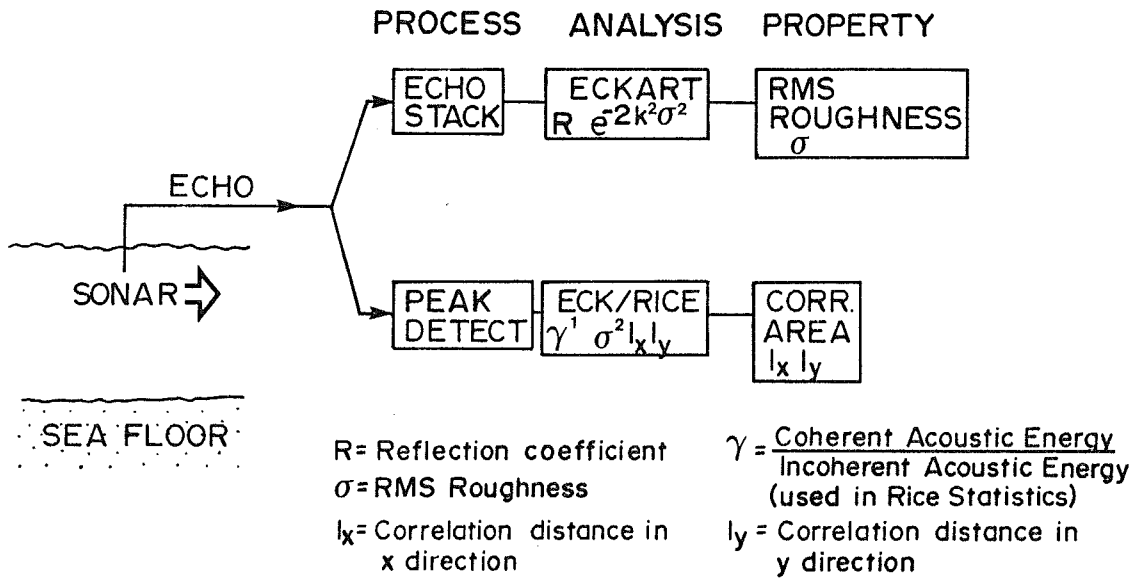 PROCESS ANALYSIS PROPERTY
ECHO
STACK
ECKART
R e^-2k²σ²
RMS
ROUGHNESS
σ
ECHO
SONAR
PEAK
DETECT
ECK/RICE
γ¹ σ²lxly
CORR.
AREA
lx ly
SEA FLOOR
R= Reflection coefficient
σ= RMS Roughness
lx= Correlation distance in
x direction
γ= Coherent Acoustic Energy
Incoherent Acoustic Energy
(used in Rice Statistics)
ly= Correlation distance in
y direction